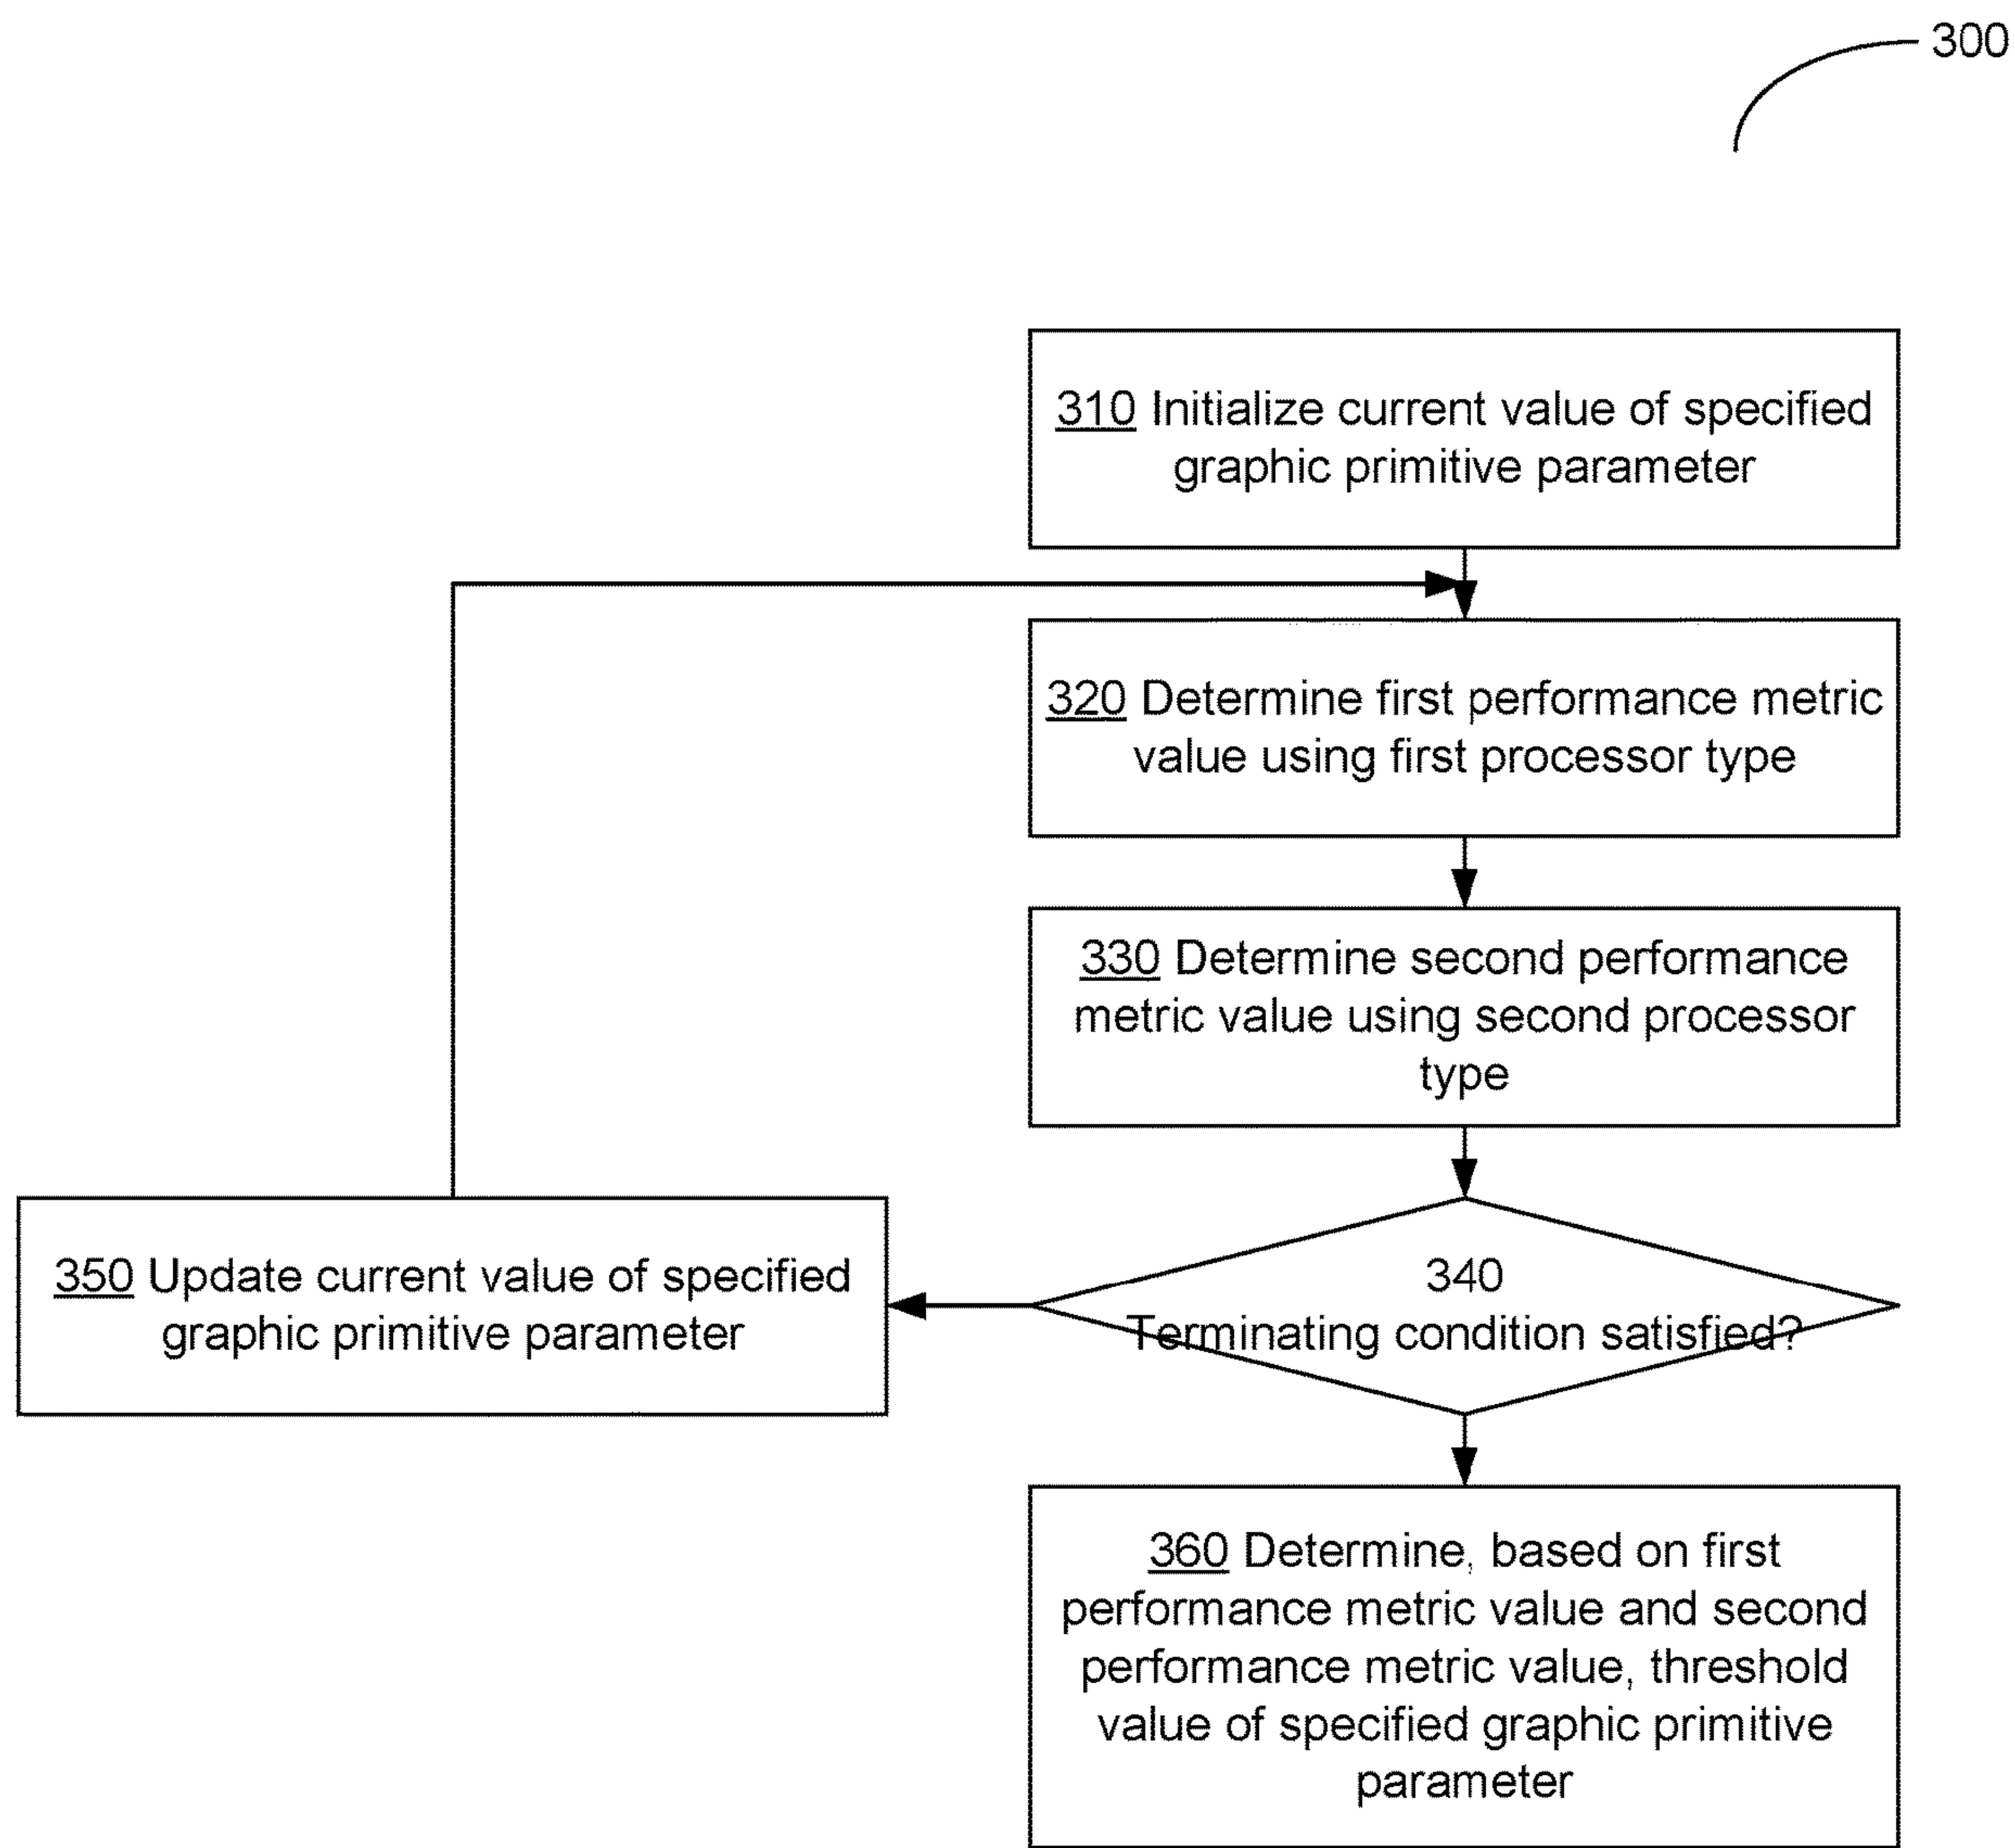 300
310 Initialize current value of specified
graphic primitive parameter
320 Determine first performance metric
value using first processor type
330 Determine second performance
metric value using second processor
type
340
Terminating condition satisfied?
350 Update current value of specified
graphic primitive parameter
360 Determine, based on first
performance metric value and second
performance metric value, threshold
value of specified graphic primitive
parameter